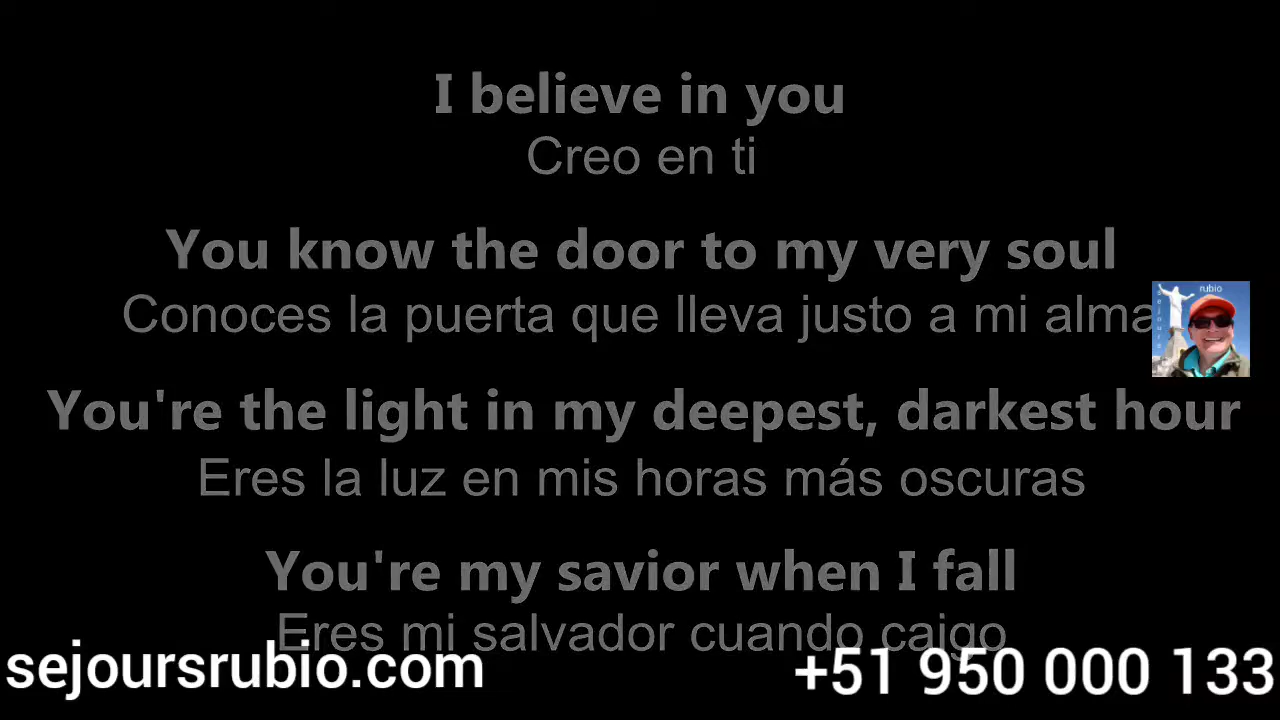 I believe in you
Creo en ti
You know the door to my very soul
Conoces la puerta que lleva justo a mi alma
rubio
You're the light in my deepest, darkest hour
Eres la luz en mis horas más oscuras
You're my savior when I fall
Eres mi salvador cuando caigo
sejoursrubio.com
+51 950 000 133